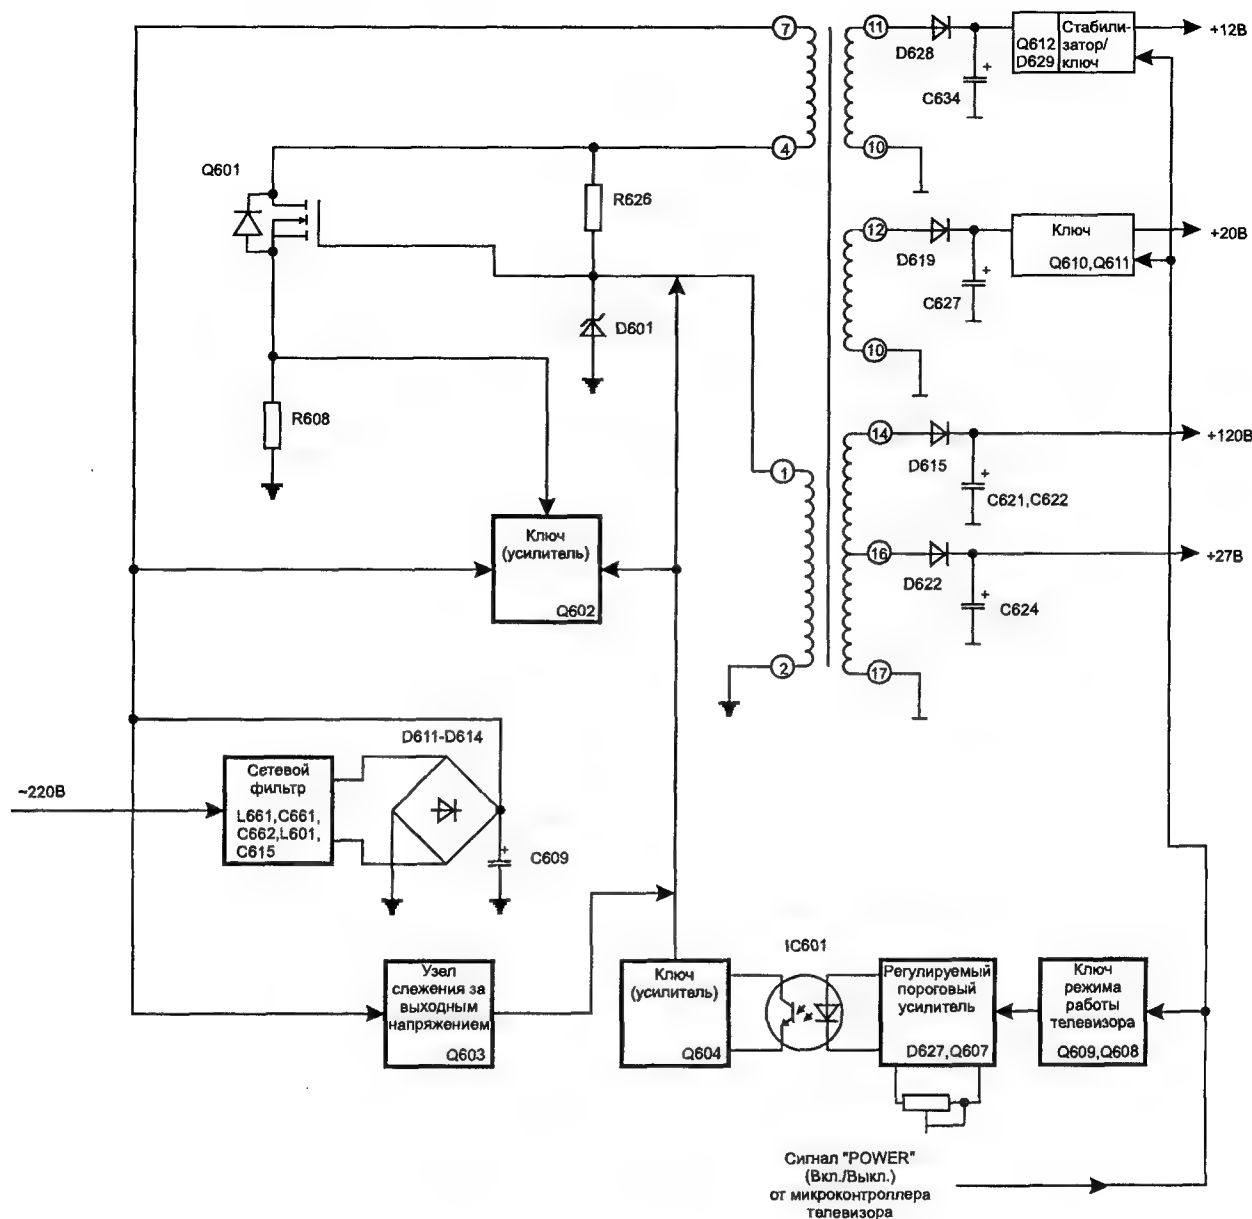 7
11
D628
+
C634
Q612
D629
Стабили-
затор/
ключ
+12В
4
10
Q601
R626
12
D619
+
C627
Ключ
Q610,Q611
+20В
D601
10
R608
14
D615
+
C621,C622
+120В
1
Ключ
(усилитель)
Q602
16
D622
+
C624
+27В
2
17
D611-D614
~220В
Сетевой
фильтр
L661,C661,
C662,L601,
C615
+
C609
IC601
Узел
слежения за
выходным
напряжением
Q603
Ключ
(усилитель)
Q604
Регулируемый
пороговый
усилитель
D627,Q607
Ключ
режима
работы
телевизора
Q609,Q608
Сигнал "POWER"
(Вкл./Выкл.)
от микроконтроллера
телевизора